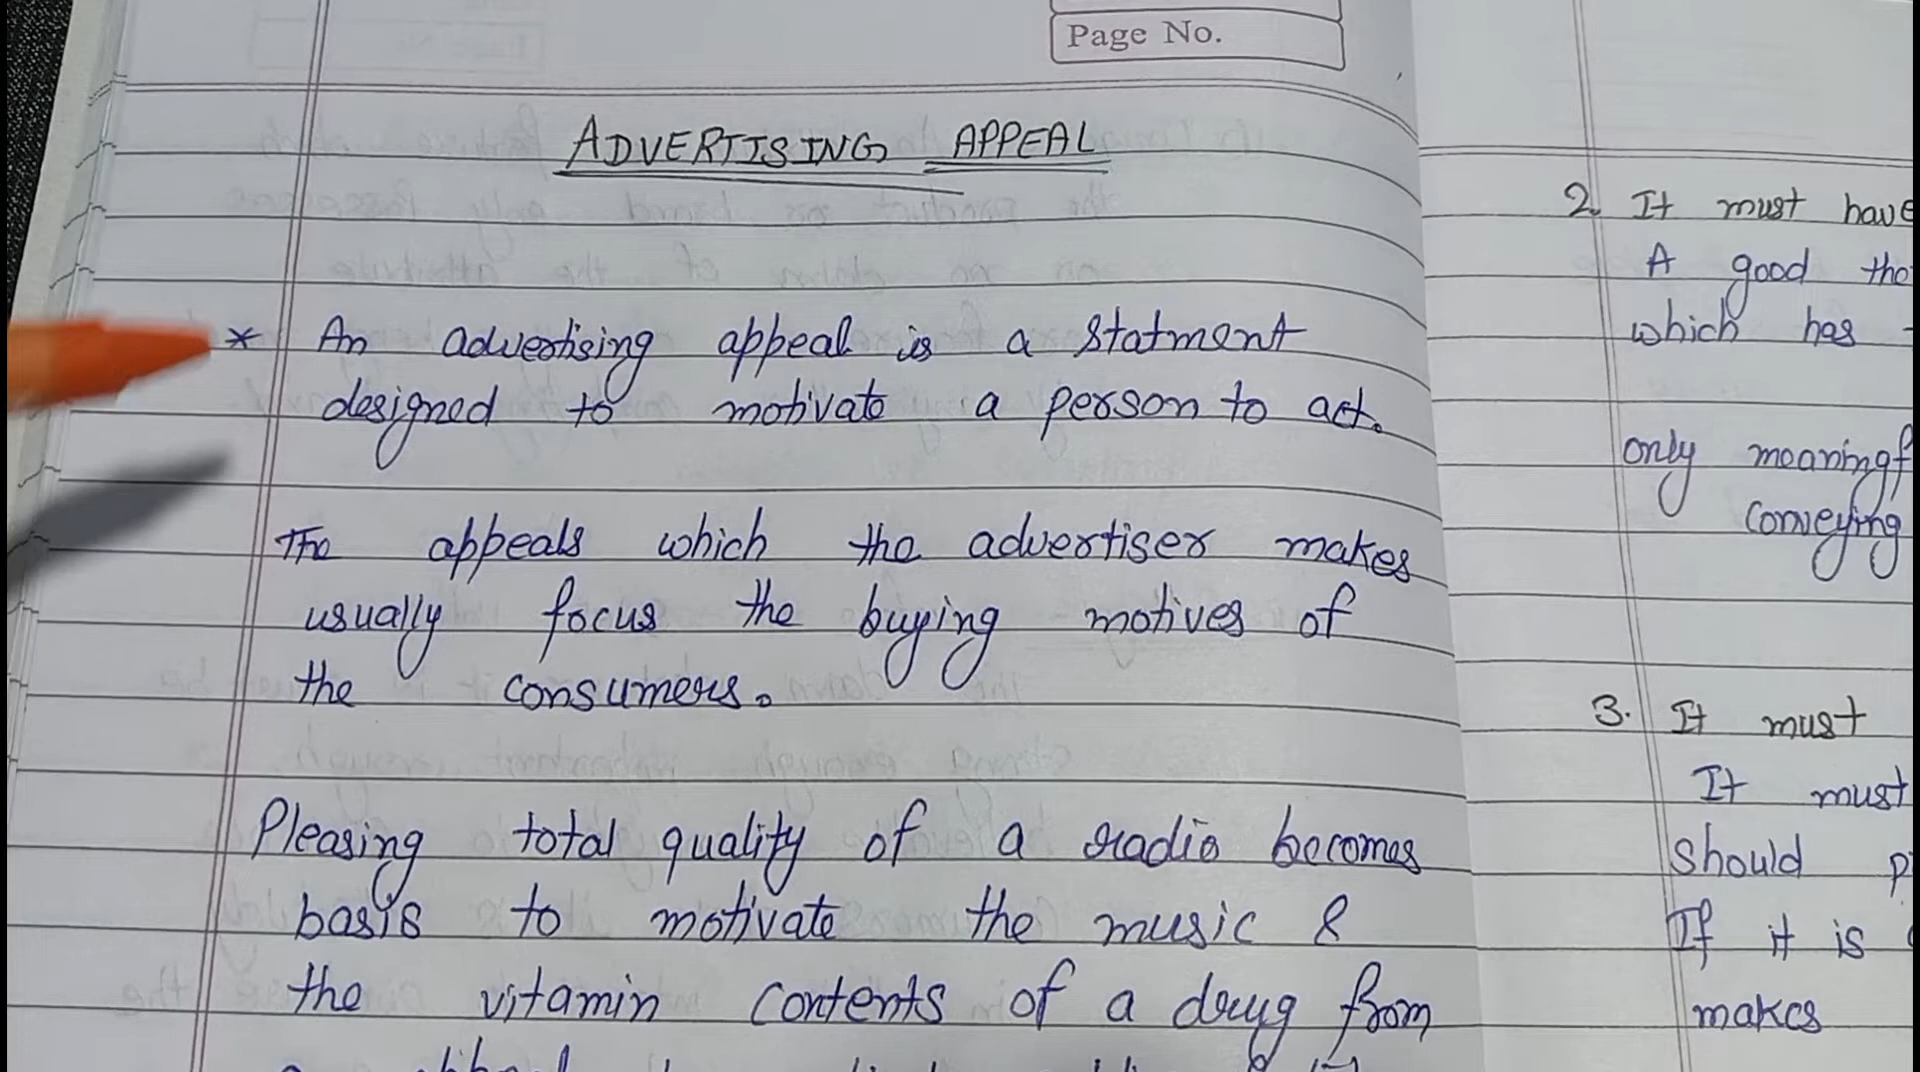 Page No.
ADVERTISING APPEAL
* An advertising appeal is a statment
designed to motivate a person to act.
The appeals which the advertiser makes
usually focus the buying motives of
the consumers.
Pleasing total quality of a radio becomes
basis to motivate the music &
the vitamin contents of a drug from
2. It must have
A good
which has
only
conveying
3. It must
It must
should
If it is
makes